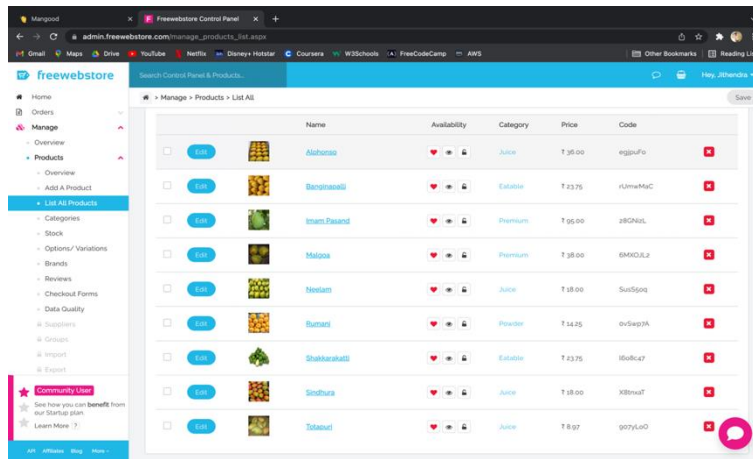 Mangood
Freewebstore Control Panel
admin.freewebstore.com/manage_products_list.aspx
Gmail Maps Drive YouTube Netflix Disney+ Hotstar Coursera W3Schools FreeCodeCamp AWS Other Bookmarks Reading Lis
freewebstore Search Control Panel & Products... Hey, Jithendra
Home > Manage > Products > List All Save
Orders
Manage
Overview
Products
Overview
Add A Product
List All Products
Categories
Stock
Options/ Variations
Brands
Reviews
Checkout Forms
Data Quality
Suppliers
Groups
Import
Export
Community User
See how you can benefit from
our Startup plan.
Learn More ?
API Affiliates Blog More
Name Availability Category Price Code
Edit Alphonso Juice ₹ 36.00 egjpuFo
Edit Banginapalli Eatable ₹ 23.75 rUmwMaC
Edit Imam Pasand Premium ₹ 95.00
Edit Malgoa Premium ₹ 38.00 6MXOJL2
Edit Neelam Juice ₹ 18.00
Edit Rumani Powder ₹ 14.25 ovSwp7A
Edit Shakkarakatti Eatable ₹ 23.75 I6o8c47
Edit Sindhura Juice ₹ 18.00 X8tnxaT
Edit Totapuri Juice ₹ 8.97 907yLoO